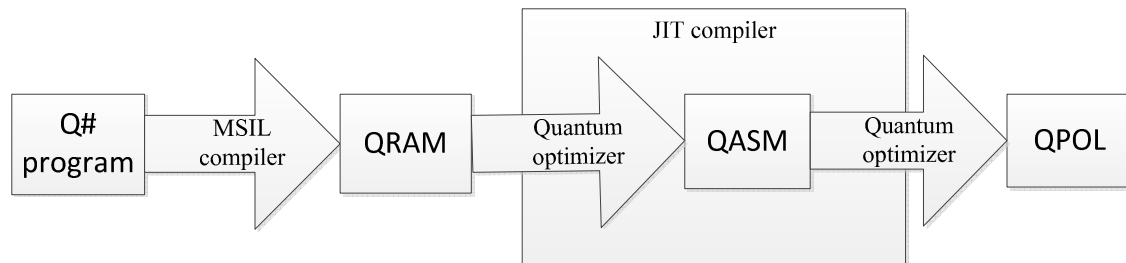 JIT compiler
Q#
program
MSIL
compiler
QRAM
Quantum
optimizer
QASM
Quantum
optimizer
QPOL